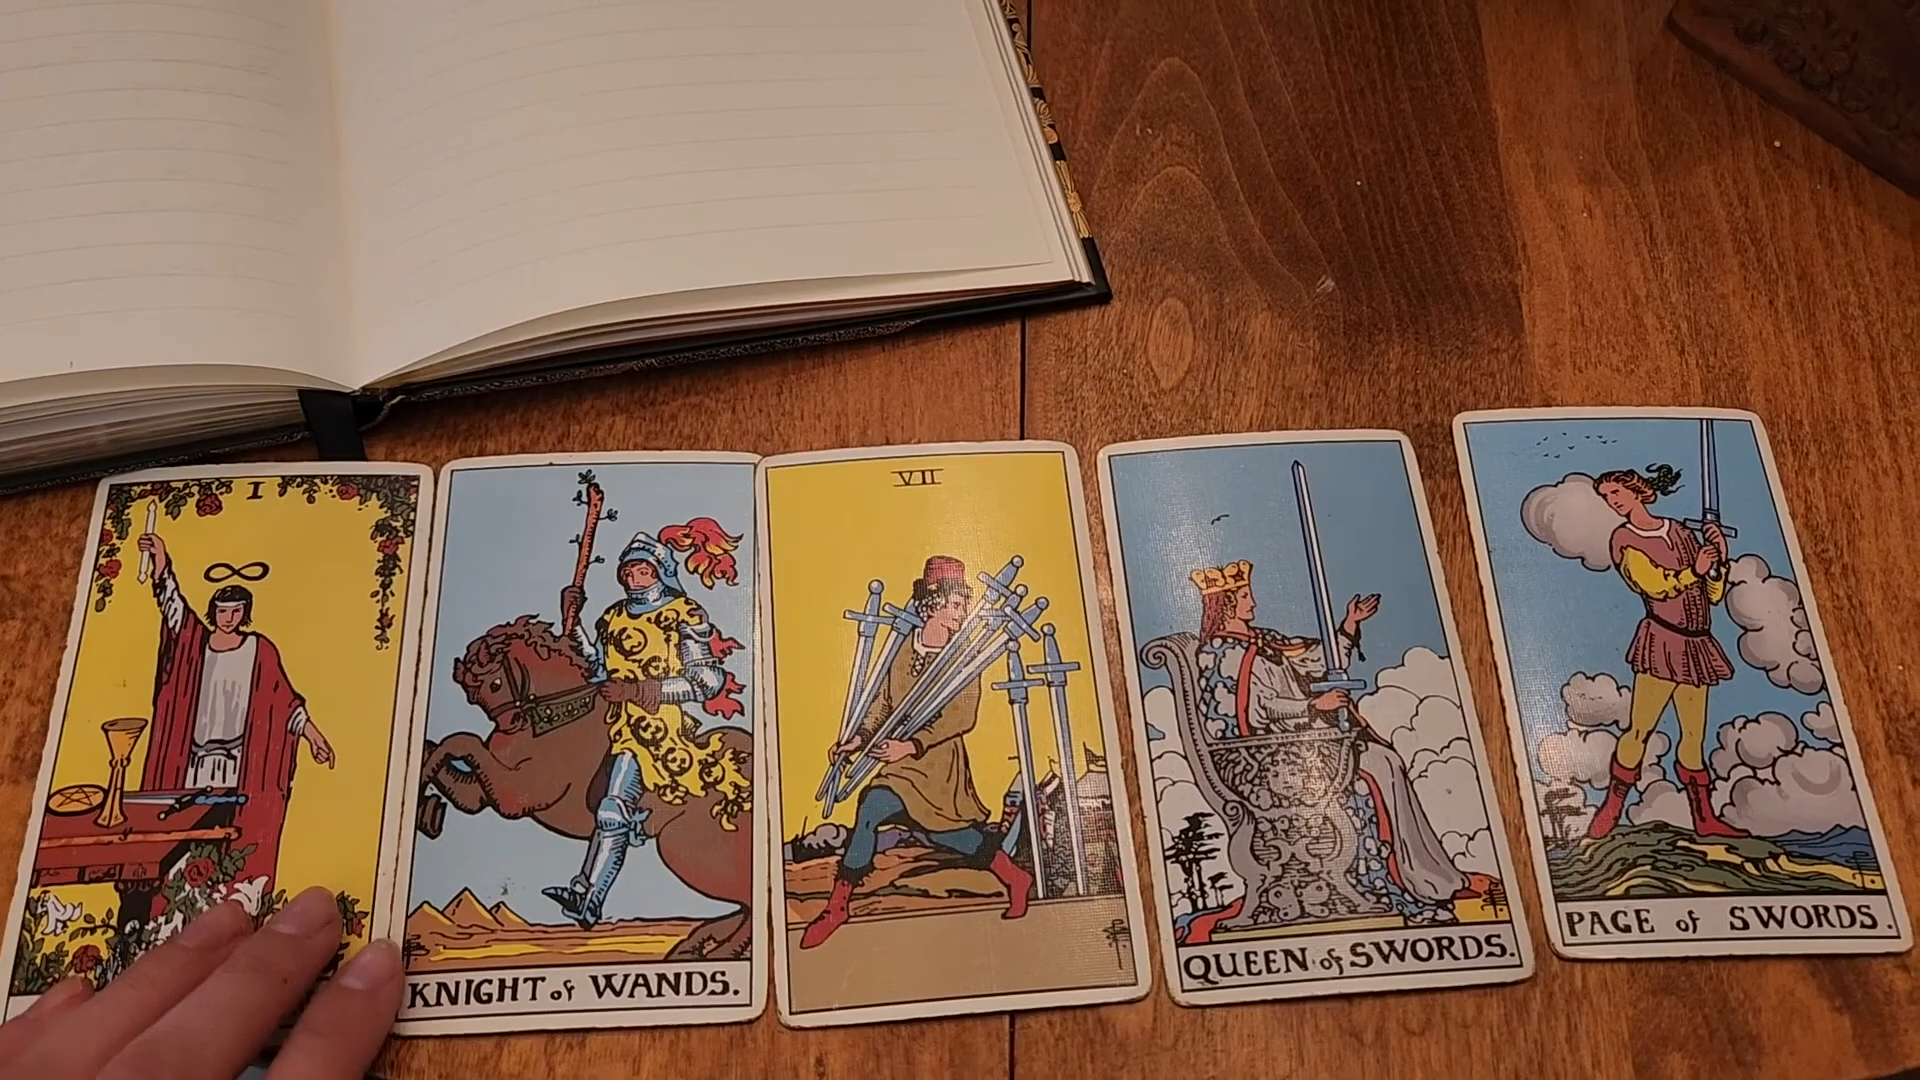 I
VII
KNIGHT of WANDS.
QUEEN of SWORDS.
PAGE of SWORDS.